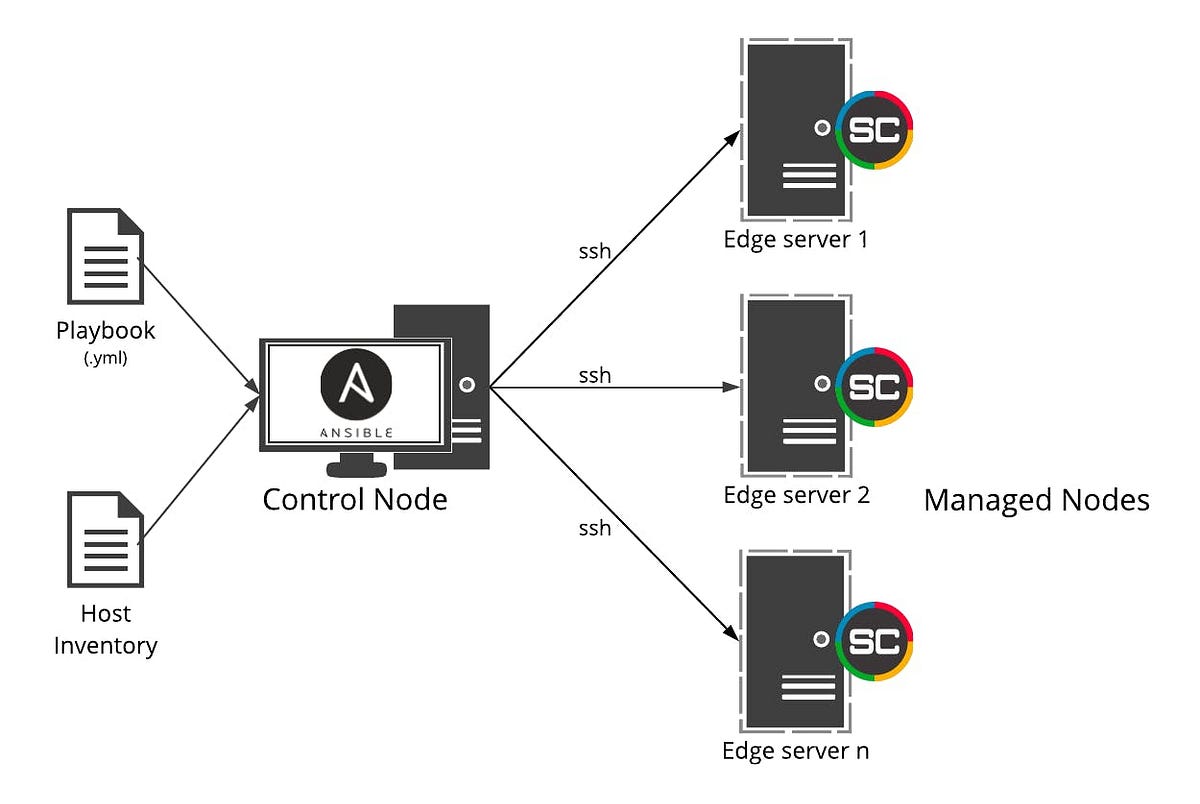 Playbook
(.yml)
Host
Inventory
ANSIBLE
Control Node
ssh
ssh
ssh
SC
Edge server 1
SC
Edge server 2
Managed Nodes
SC
Edge server n